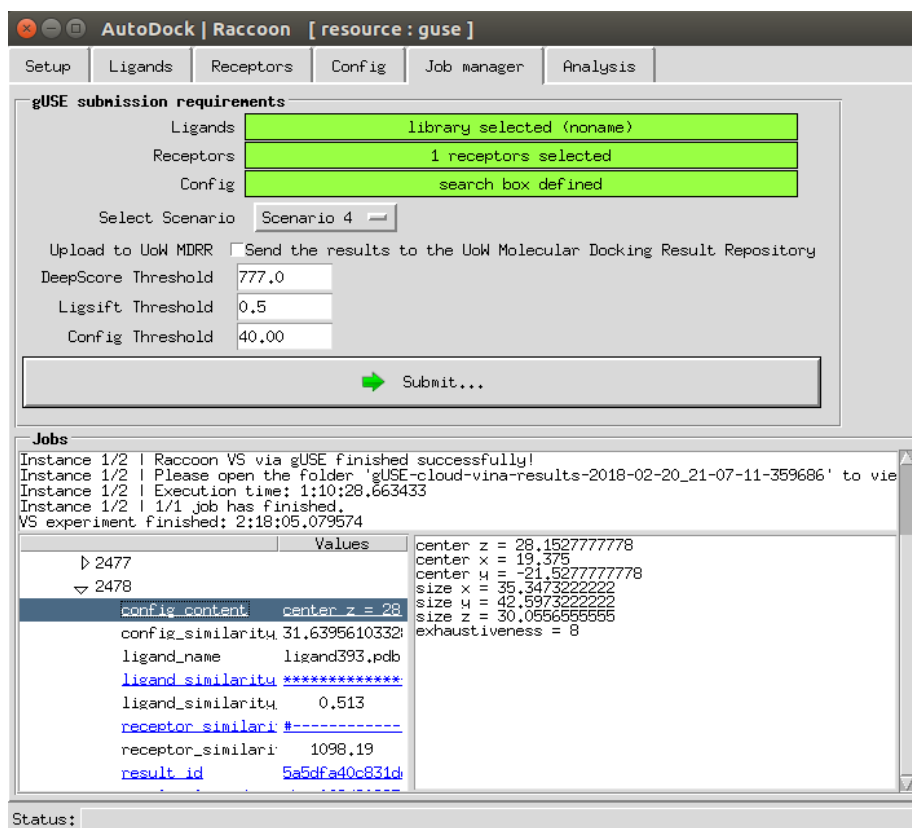 AutoDock | Raccoon [ resource : guse ]
Setup Ligands Receptors Config Job manager Analysis
gUSE submission requirements
Ligands library selected (noname)
Receptors 1 receptors selected
Config search box defined
Select Scenario Scenario 4
Upload to UoW MDRR Send the results to the UoW Molecular Docking Result Repository
DeepScore Threshold 777.0
Ligsift Threshold 0.5
Config Threshold 40.00
Submit...
Jobs
Instance 1/2 | Raccoon VS via gUSE finished successfully!
Instance 1/2 | Please open the folder 'gUSE-cloud-vina-results-2018-02-20_21-07-11-359686' to vie
Instance 1/2 | Execution time: 1:10:28.663433
Instance 1/2 | 1/1 job has finished.
VS experiment finished: 2:18:05.079574
Values
2477
2478
config_content center z = 28
config_similarity 31.6395610332
ligand_name ligand393.pdb
ligand_similarity *************
ligand_similarity 0.513
receptor_similari #------------
receptor_similari 1098.19
result_id 5a5dfa40c831d
center z = 28.1527777778
center x = 19.375
center y = -21.5277777778
size x = 35.3473222222
size y = 42.5973222222
size z = 30.0556555555
exhaustiveness = 8
Status: